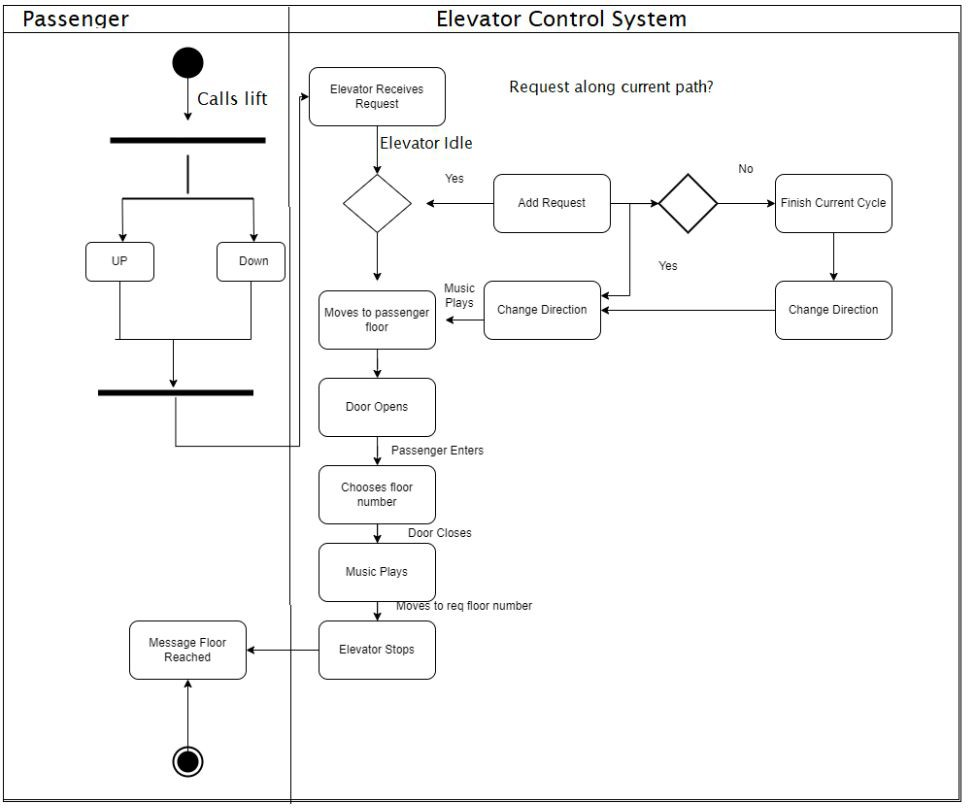 Passenger
Elevator Control System
Calls lift
UP
Down
Elevator Receives
Request
Request along current path?
Elevator Idle
Yes
Add Request
No
Finish Current Cycle
Yes
Change Direction
Change Direction
Music
Plays
Moves to passenger
floor
Door Opens
Passenger Enters
Chooses floor
number
Door Closes
Music Plays
Moves to req floor number
Elevator Stops
Message Floor
Reached